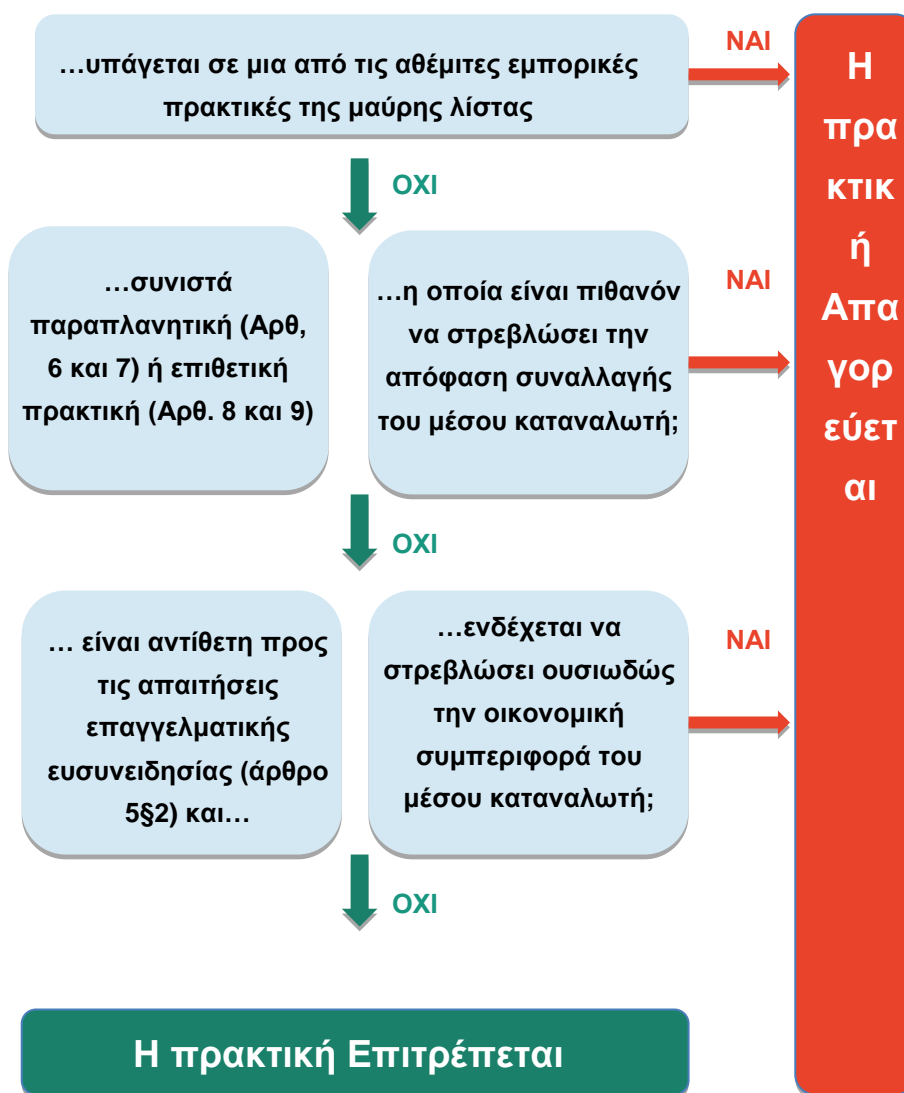 …υπάγεται σε μια από τις αθέμιτες εμπορικές
πρακτικές της μαύρης λίστας
ΝΑΙ
ΟΧΙ
…συνιστά
παραπλανητική (Αρθ,
6 και 7) ή επιθετική
πρακτική (Αρθ. 8 και 9)
…η οποία είναι πιθανόν
να στρεβλώσει την
απόφαση συναλλαγής
του μέσου καταναλωτή;
ΝΑΙ
ΟΧΙ
… είναι αντίθετη προς
τις απαιτήσεις
επαγγελματικής
ευσυνειδησίας (άρθρο
5§2) και…
…ενδέχεται να
στρεβλώσει ουσιωδώς
την οικονομική
συμπεριφορά του
μέσου καταναλωτή;
ΝΑΙ
ΟΧΙ
Η πρακτική Επιτρέπεται
Η
πρα
κτικ
ή
Απα
γορ
εύετ
αι